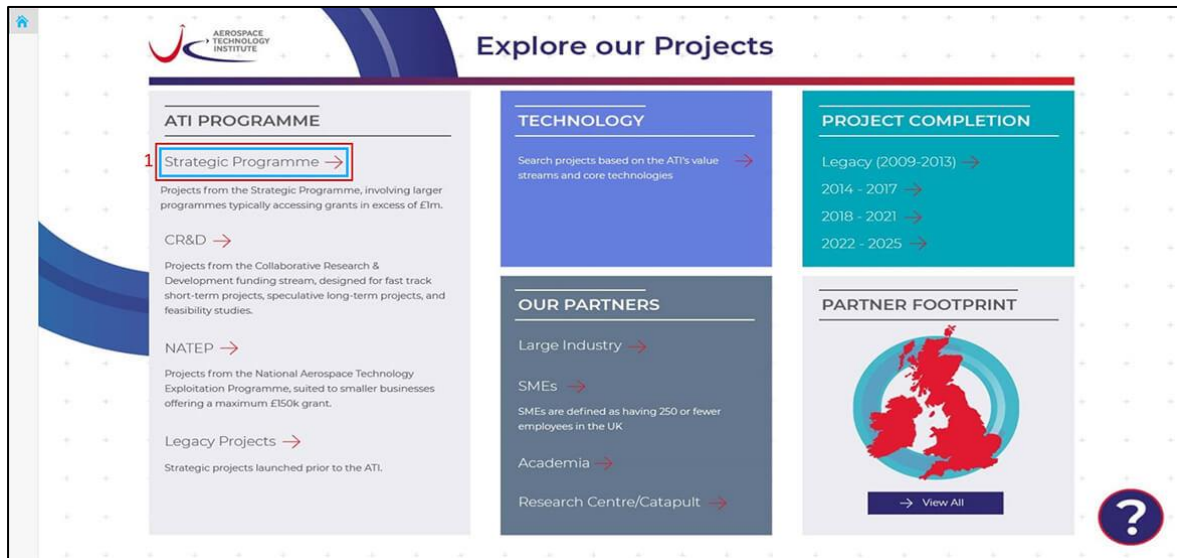 AEROSPACE
TECHNOLOGY
INSTITUTE
Explore our Projects
ATI PROGRAMME
1
Strategic Programme →
Projects from the Strategic Programme, involving larger
programmes typically accessing grants in excess of £1m.
CR&D →
Projects from the Collaborative Research &
Development funding stream, designed for fast track
short-term projects, speculative long-term projects, and
feasibility studies.
NATEP →
Projects from the National Aerospace Technology
Exploitation Programme, suited to smaller businesses
offering a maximum £150k grant.
Legacy Projects →
Strategic projects launched prior to the ATI.
TECHNOLOGY
Search projects based on the ATI's value →
streams and core technologies
OUR PARTNERS
Large Industry →
SMEs →
SMEs are defined as having 250 or fewer
employees in the UK
Academia →
Research Centre/Catapult →
PROJECT COMPLETION
Legacy (2009-2013) →
2014 - 2017 →
2018 - 2021 →
2022 - 2025 →
PARTNER FOOTPRINT
→ View All
?